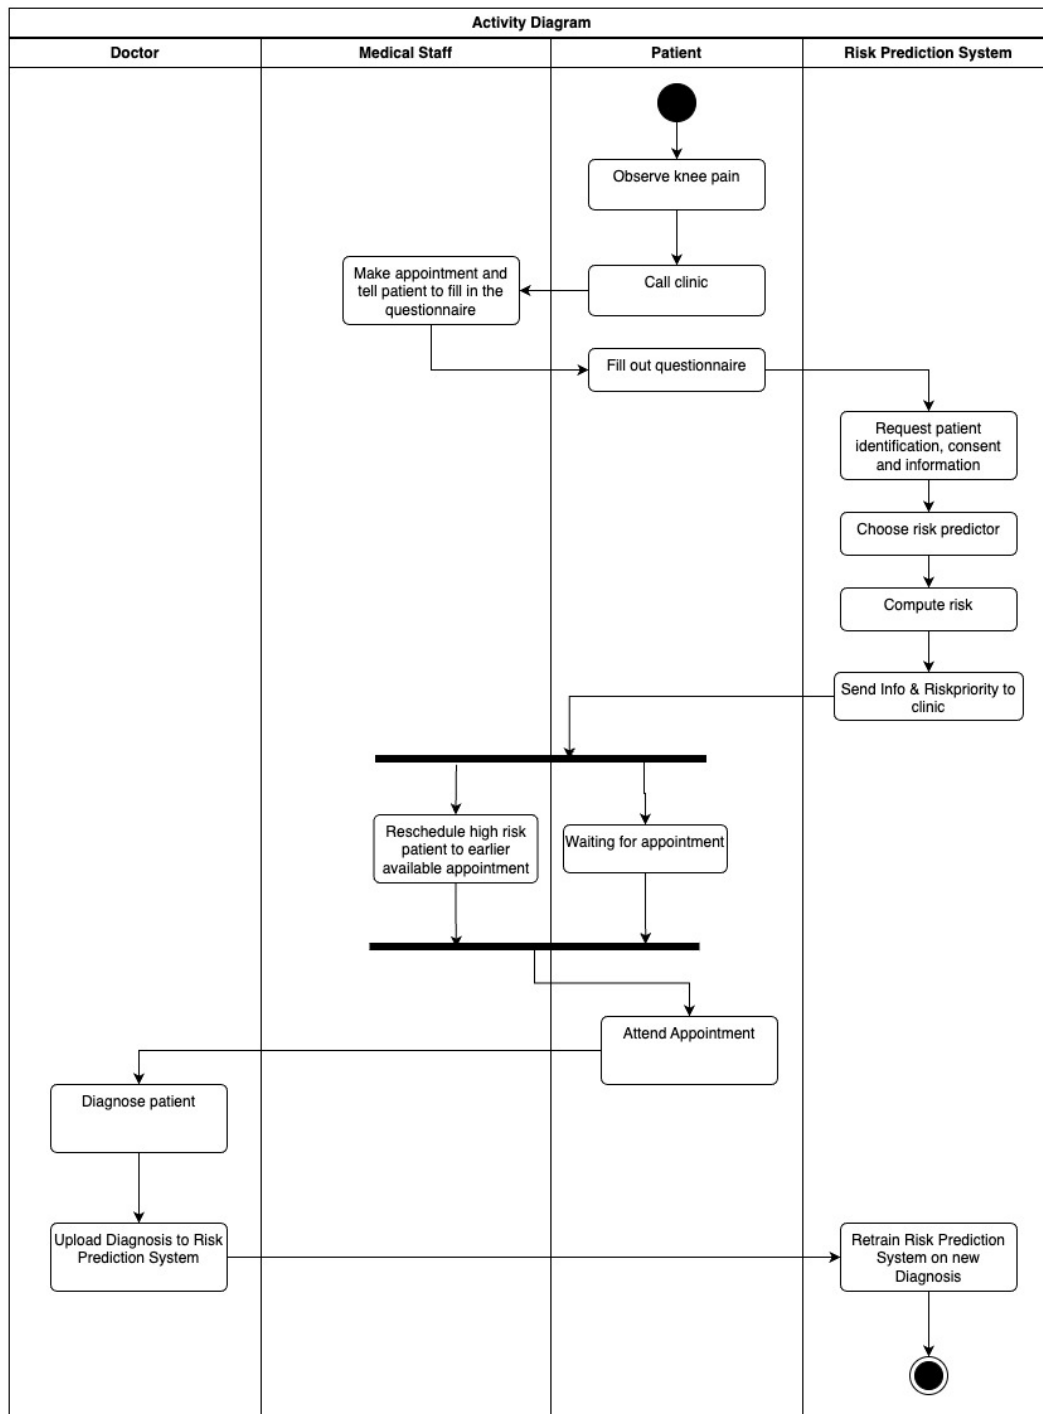 Activity Diagram
Doctor
Medical Staff
Patient
Risk Prediction System
Observe knee pain
Call clinic
Make appointment and
tell patient to fill in the
questionnaire
Fill out questionnaire
Request patient
identification, consent
and information
Choose risk predictor
Compute risk
Send Info & Riskpriority to
clinic
Reschedule high risk
patient to earlier
available appointment
Waiting for appointment
Attend Appointment
Diagnose patient
Upload Diagnosis to Risk
Prediction System
Retrain Risk Prediction
System on new
Diagnosis